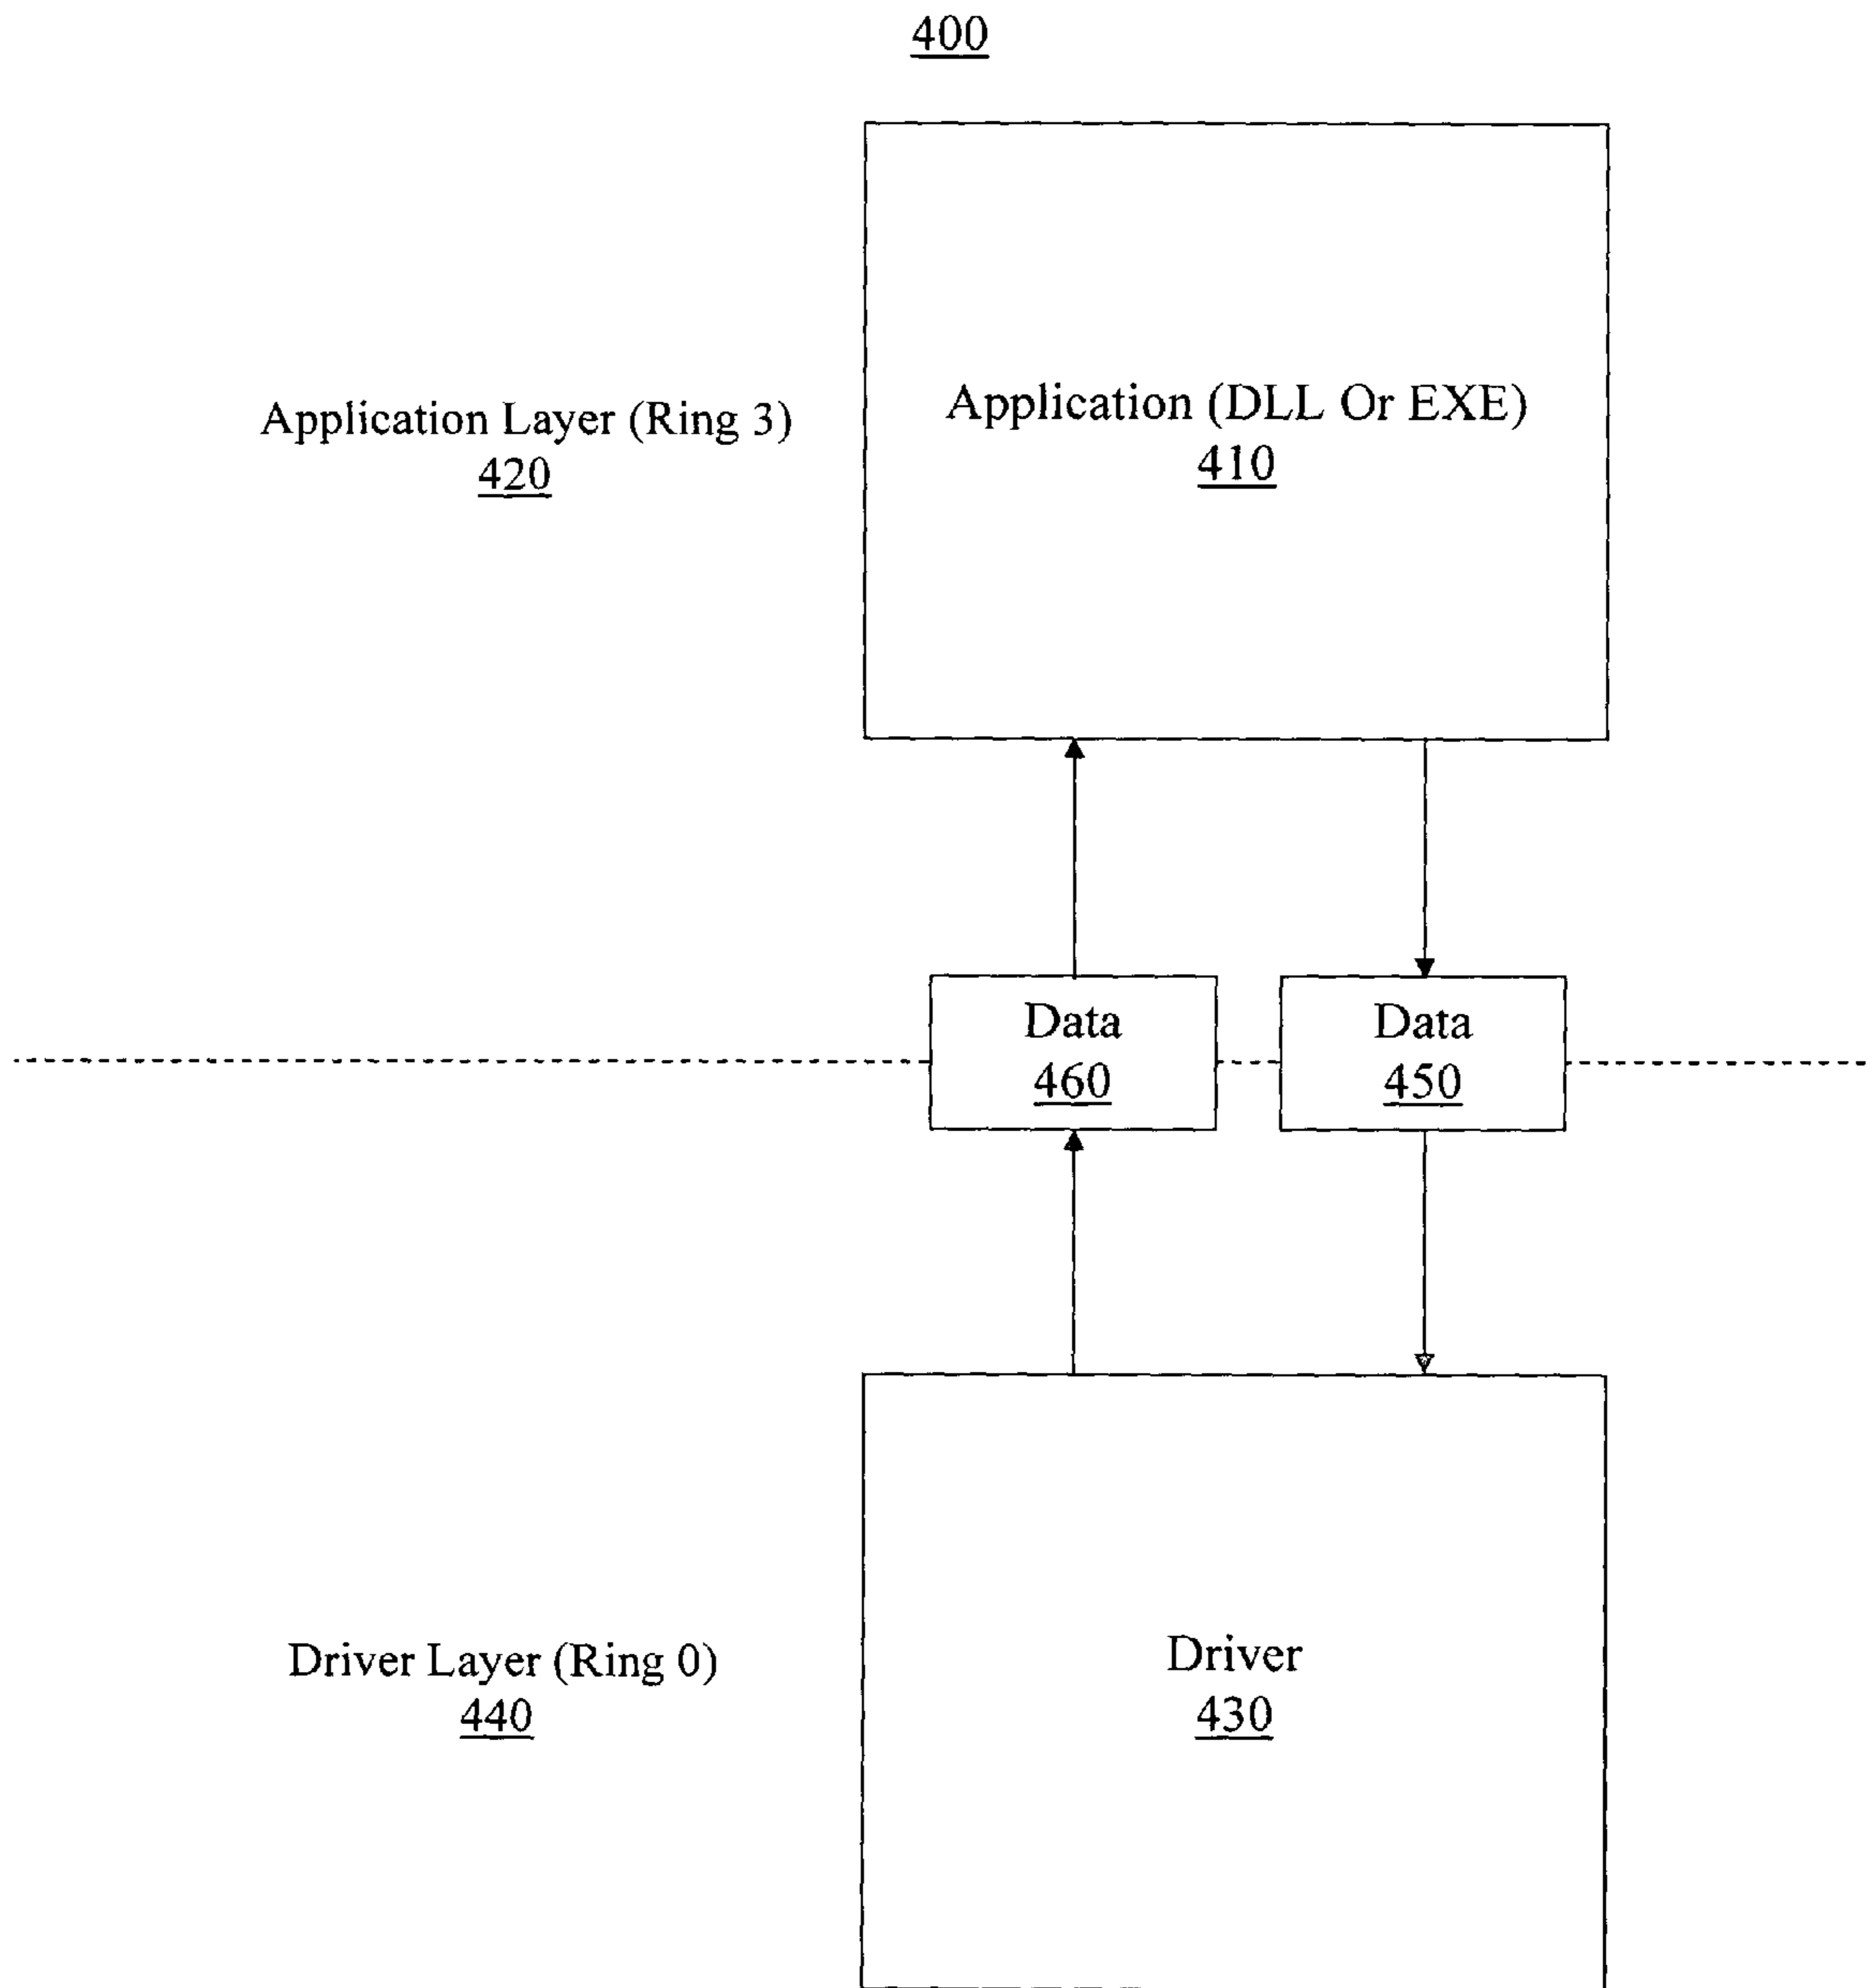 400
Application Layer (Ring 3)
420
Application (DLL Or EXE)
410
Data
460
Data
450
Driver Layer (Ring 0)
440
Driver
430